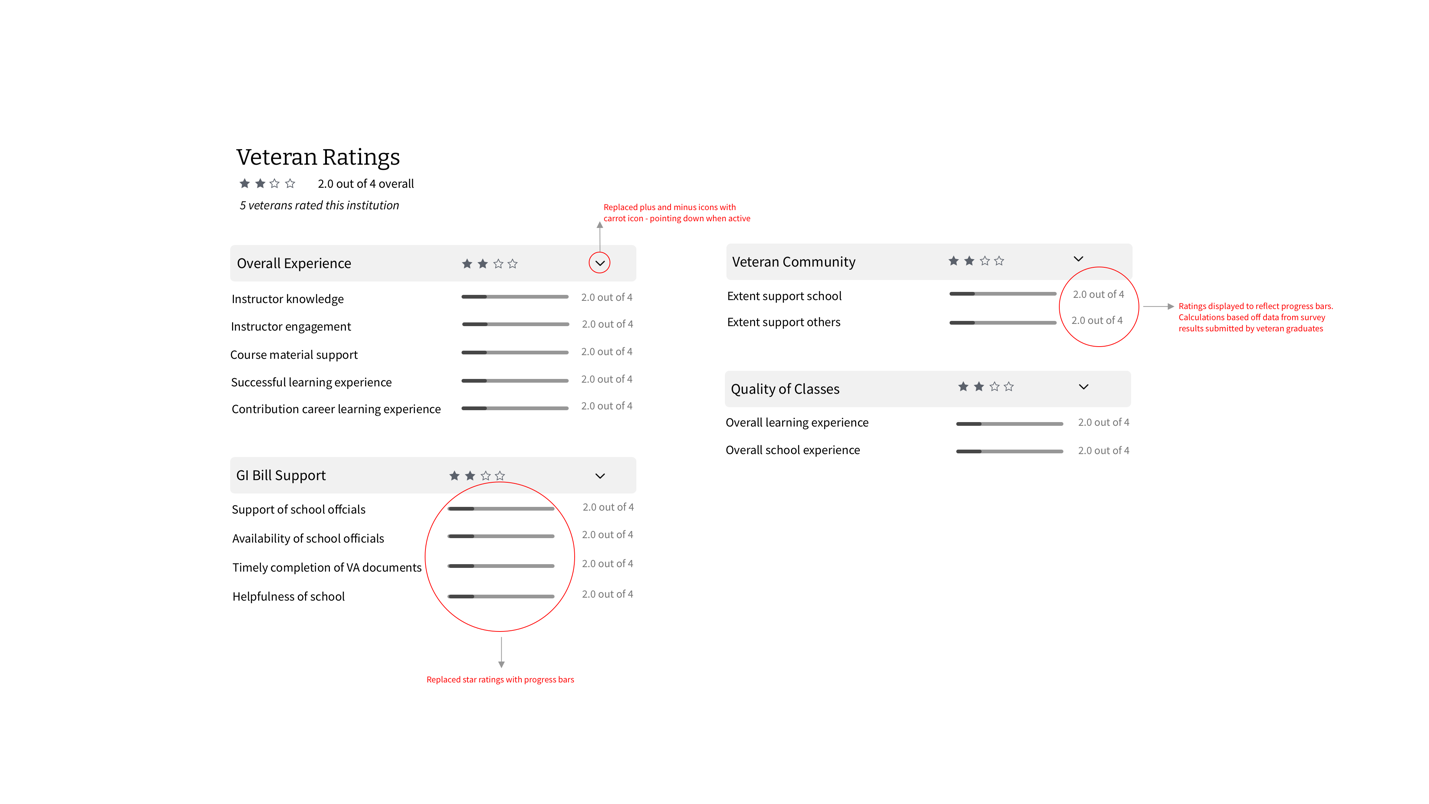 Veteran Ratings
2.0 out of 4 overall
5 veterans rated this institution
Replaced plus and minus icons with
carrot icon - pointing down when active
Overall Experience
Instructor knowledge 2.0 out of 4
Instructor engagement 2.0 out of 4
Course material support 2.0 out of 4
Successful learning experience 2.0 out of 4
Contribution career learning experience 2.0 out of 4
GI Bill Support
Support of school offcials 2.0 out of 4
Availability of school officials 2.0 out of 4
Timely completion of VA documents 2.0 out of 4
Helpfulness of school 2.0 out of 4
Replaced star ratings with progress bars
Veteran Community
Extent support school 2.0 out of 4
Extent support others 2.0 out of 4
Ratings displayed to reflect progress bars.
Calculations based off data from survey
results submitted by veteran graduates
Quality of Classes
Overall learning experience 2.0 out of 4
Overall school experience 2.0 out of 4